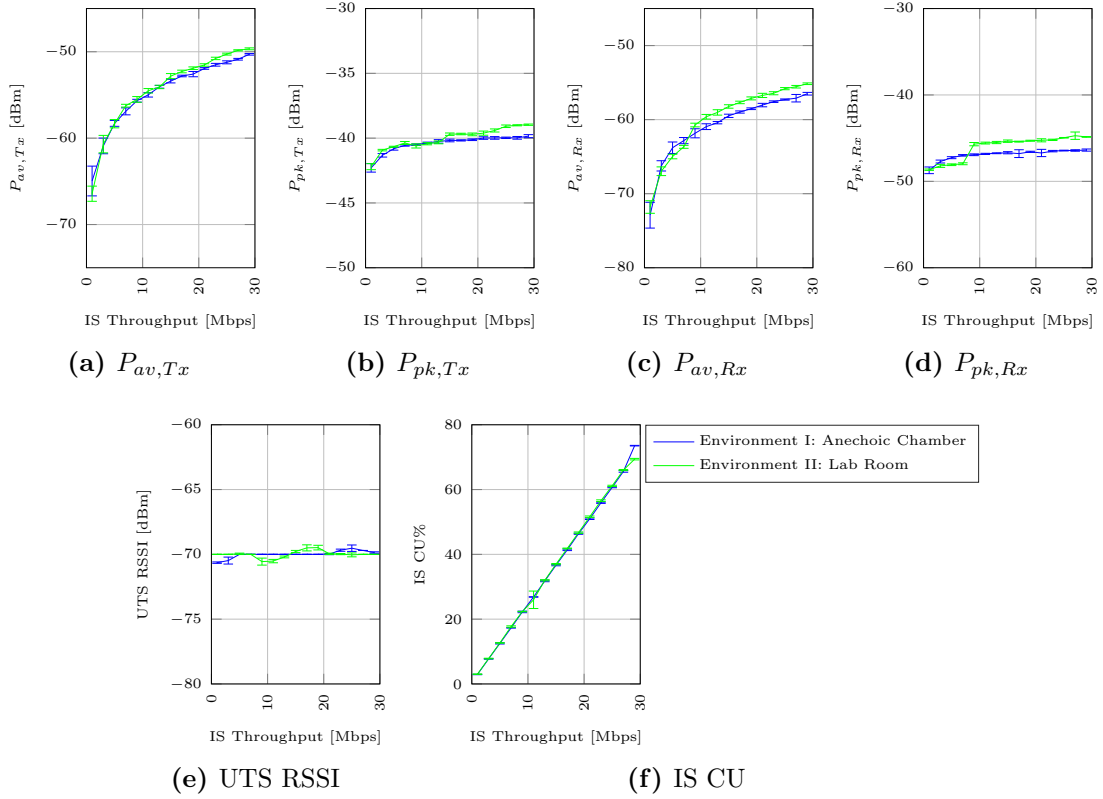 −50
−60
−70
P_{av,Tx} [dBm]
0
10
20
30
IS Throughput [Mbps]
(a) P_{av,Tx}
−30
−35
−40
−45
−50
P_{pk,Tx} [dBm]
0
10
20
30
IS Throughput [Mbps]
(b) P_{pk,Tx}
−50
−60
−70
−80
P_{av,Rx} [dBm]
0
10
20
30
IS Throughput [Mbps]
(c) P_{av,Rx}
−30
−40
−50
−60
P_{pk,Rx} [dBm]
0
10
20
30
IS Throughput [Mbps]
(d) P_{pk,Rx}
−60
−65
−70
−75
−80
UTS RSSI [dBm]
0
10
20
30
IS Throughput [Mbps]
(e) UTS RSSI
80
60
40
20
0
IS CU%
0
10
20
30
IS Throughput [Mbps]
(f) IS CU
Environment I: Anechoic Chamber
Environment II: Lab Room